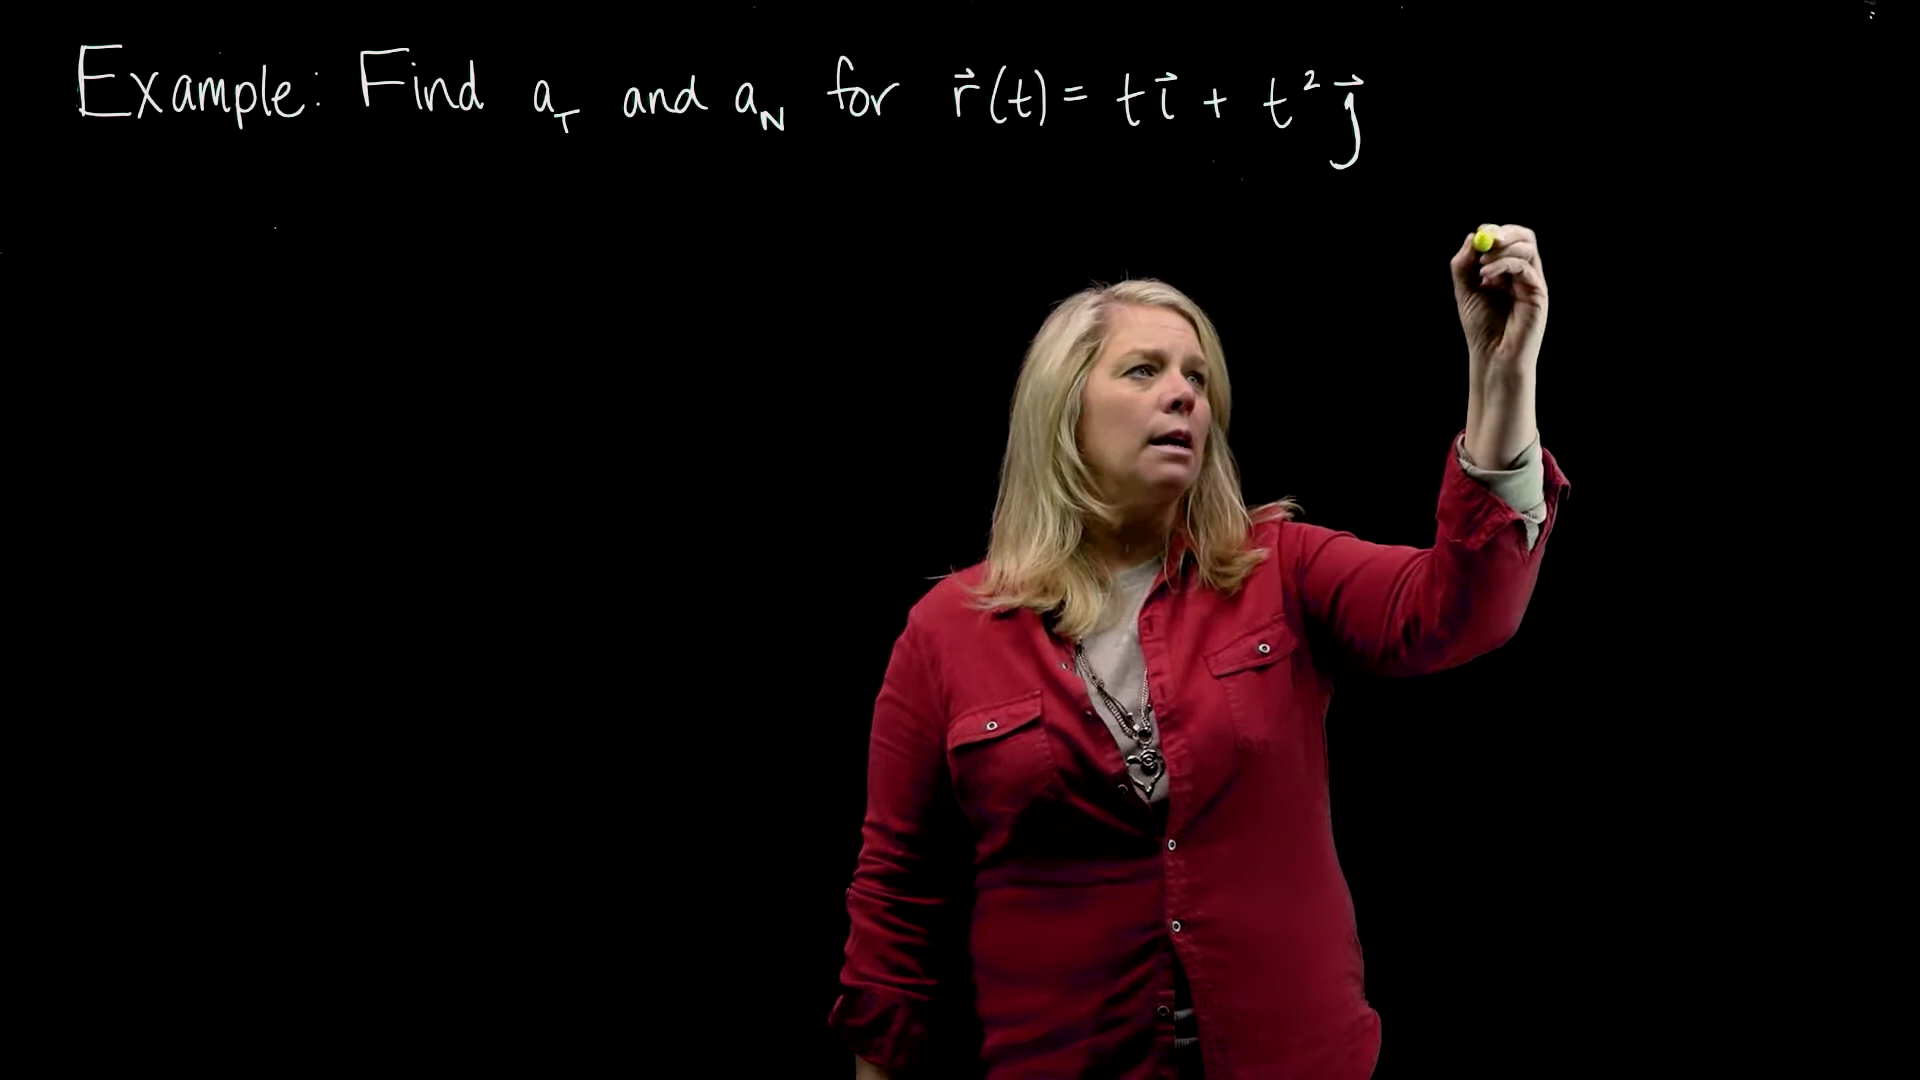 Example: Find a_T and a_N for r⃗(t) = t i⃗ + t² j⃗